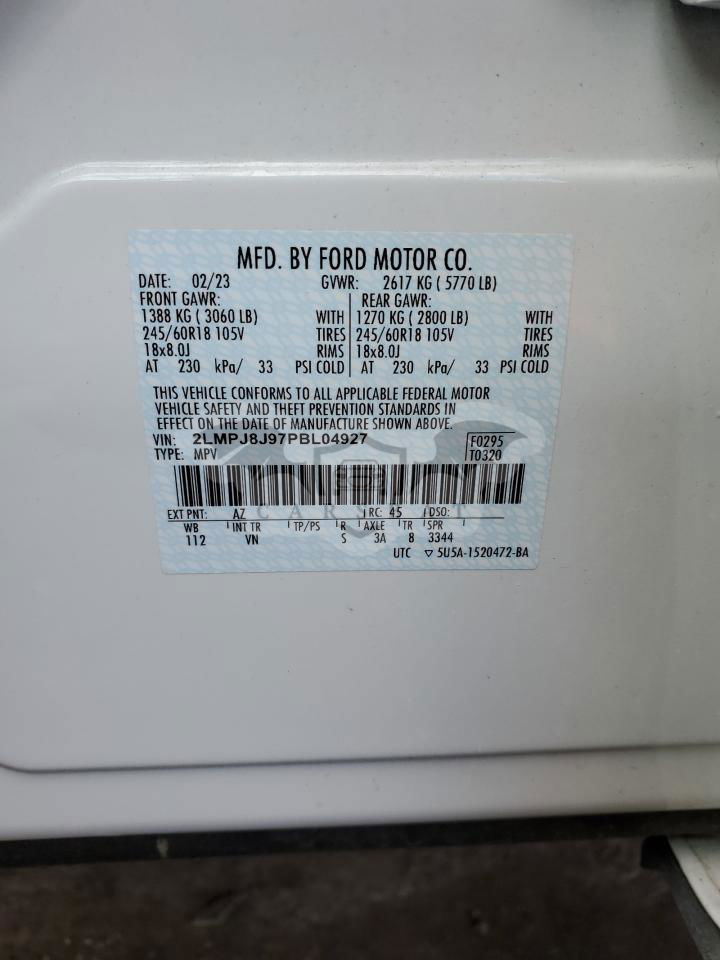 MFD. BY FORD MOTOR CO.
DATE: 02/23 GVWR: 2617 KG ( 5770 LB)
FRONT GAWR: REAR GAWR:
1388 KG ( 3060 LB) WITH 1270 KG ( 2800 LB) WITH
245/60R18 105V TIRES 245/60R18 105V TIRES
18x8.0J RIMS 18x8.0J RIMS
AT 230 kPa/ 33 PSI COLD AT 230 kPa/ 33 PSI COLD
THIS VEHICLE CONFORMS TO ALL APPLICABLE FEDERAL MOTOR
VEHICLE SAFETY AND THEFT PREVENTION STANDARDS IN
EFFECT ON THE DATE OF MANUFACTURE SHOWN ABOVE.
VIN: 2LMPJ8J97PBL04927 F0295
TYPE: MPV T0320
EXT PNT: AZ RC: 45 DSO:
WB INT TR TP/PS R AXLE TR SPR
112 VN S 3A 8 3344
UTC ▽ 5U5A-1520472-BA